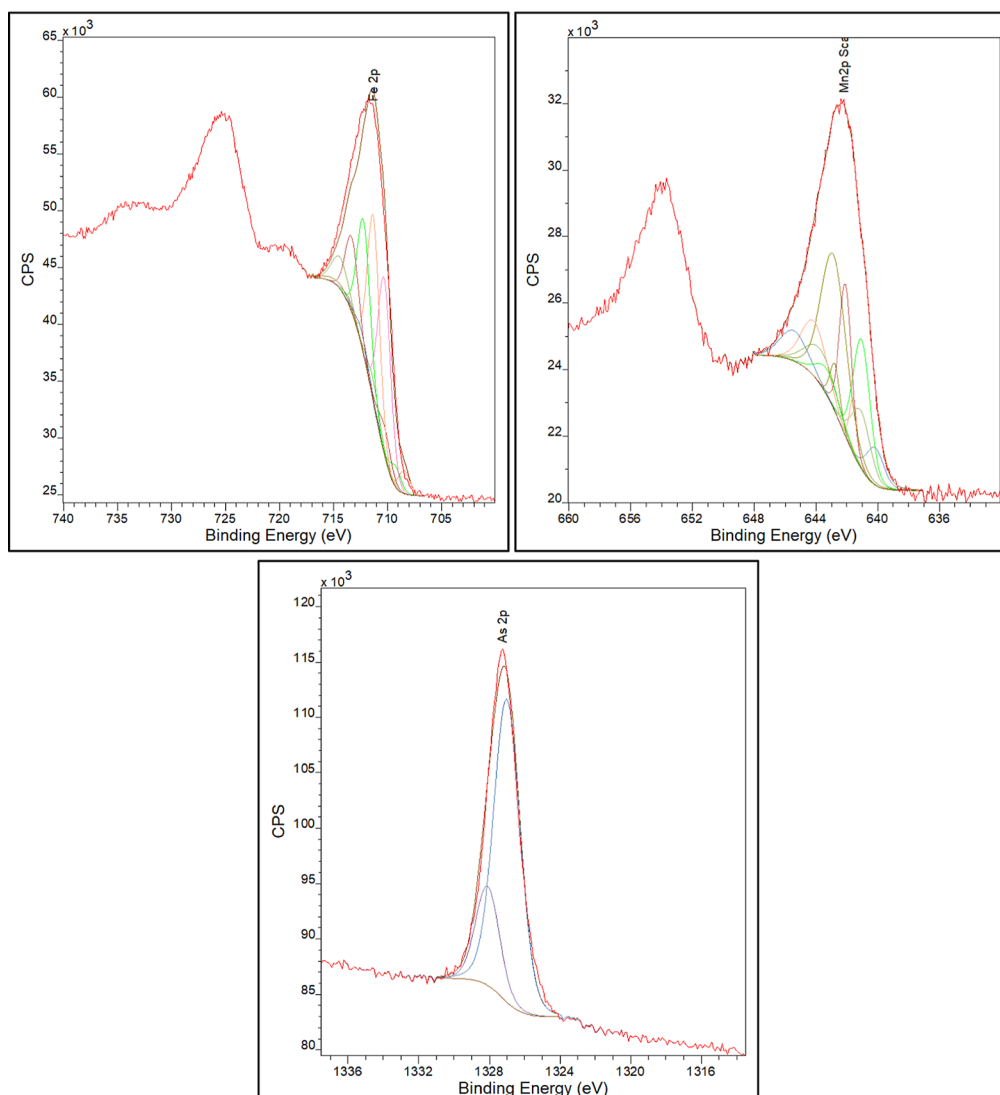 x 10³
65
60
55
50
45
40
35
30
25
CPS
Fe 2p
740 735 730 725 720 715 710 705
Binding Energy (eV)
x 10³
32
30
28
26
24
22
20
CPS
Mn2p Sca
660 656 652 648 644 640 636
Binding Energy (eV)
x 10³
120
115
110
105
100
95
90
85
80
CPS
As 2p
1336 1332 1328 1324 1320 1316
Binding Energy (eV)